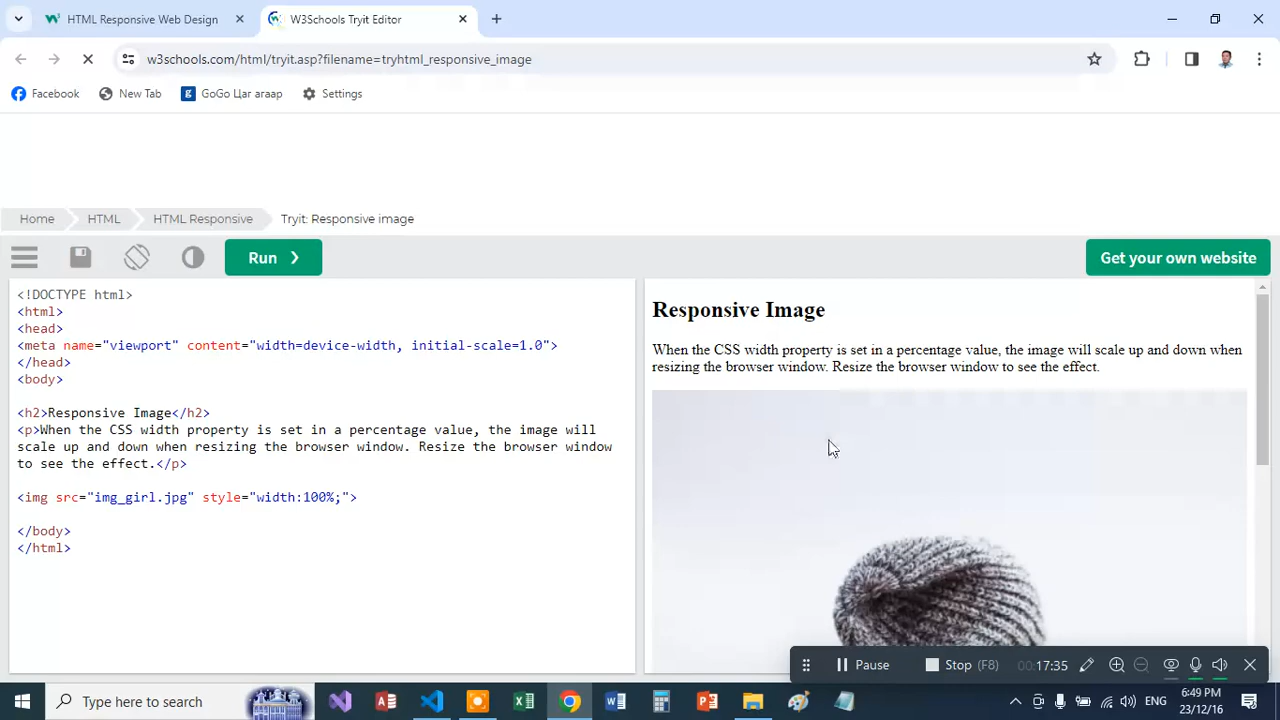 HTML Responsive Web Design
W3Schools Tryit Editor
w3schools.com/html/tryit.asp?filename=tryhtml_responsive_image
Facebook
New Tab
GoGo Цаг агаар
Settings
Home
HTML
HTML Responsive
Tryit: Responsive image
Run ❯
Get your own website
<!DOCTYPE html>
<html>
<head>
<meta name="viewport" content="width=device-width, initial-scale=1.0">
</head>
<body>
<h2>Responsive Image</h2>
<p>When the CSS width property is set in a percentage value, the image will
scale up and down when resizing the browser window. Resize the browser window
to see the effect.</p>
<img src="img_girl.jpg" style="width:100%;">
</body>
</html>
Responsive Image
When the CSS width property is set in a percentage value, the image will scale up and down when
resizing the browser window. Resize the browser window to see the effect.
Pause
Stop (F8)
00:17:35
Type here to search
ENG
6:49 PM
23/12/16